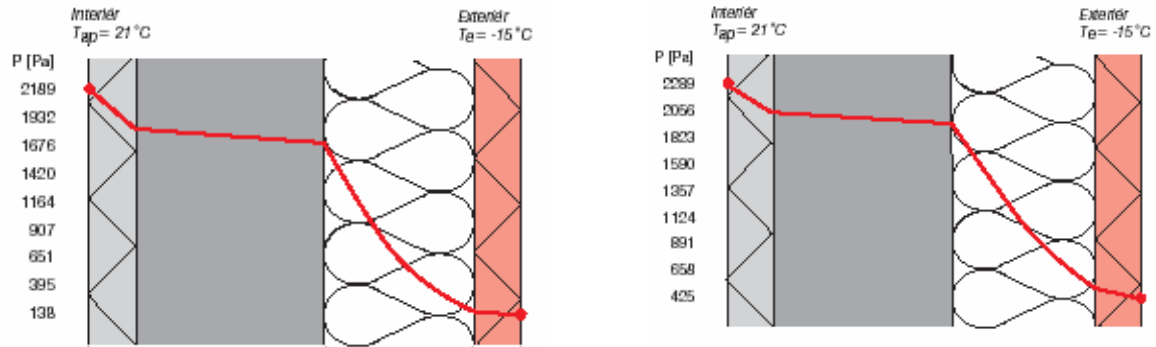 Interiér
Tap= 21°C
Exteriér
Te= -15°C
P [Pa]
2189
1932
1676
1420
1164
907
651
395
138
Interiér
Tap= 21°C
Exteriér
Te= -15°C
P [Pa]
2289
2056
1823
1590
1357
1124
891
658
425